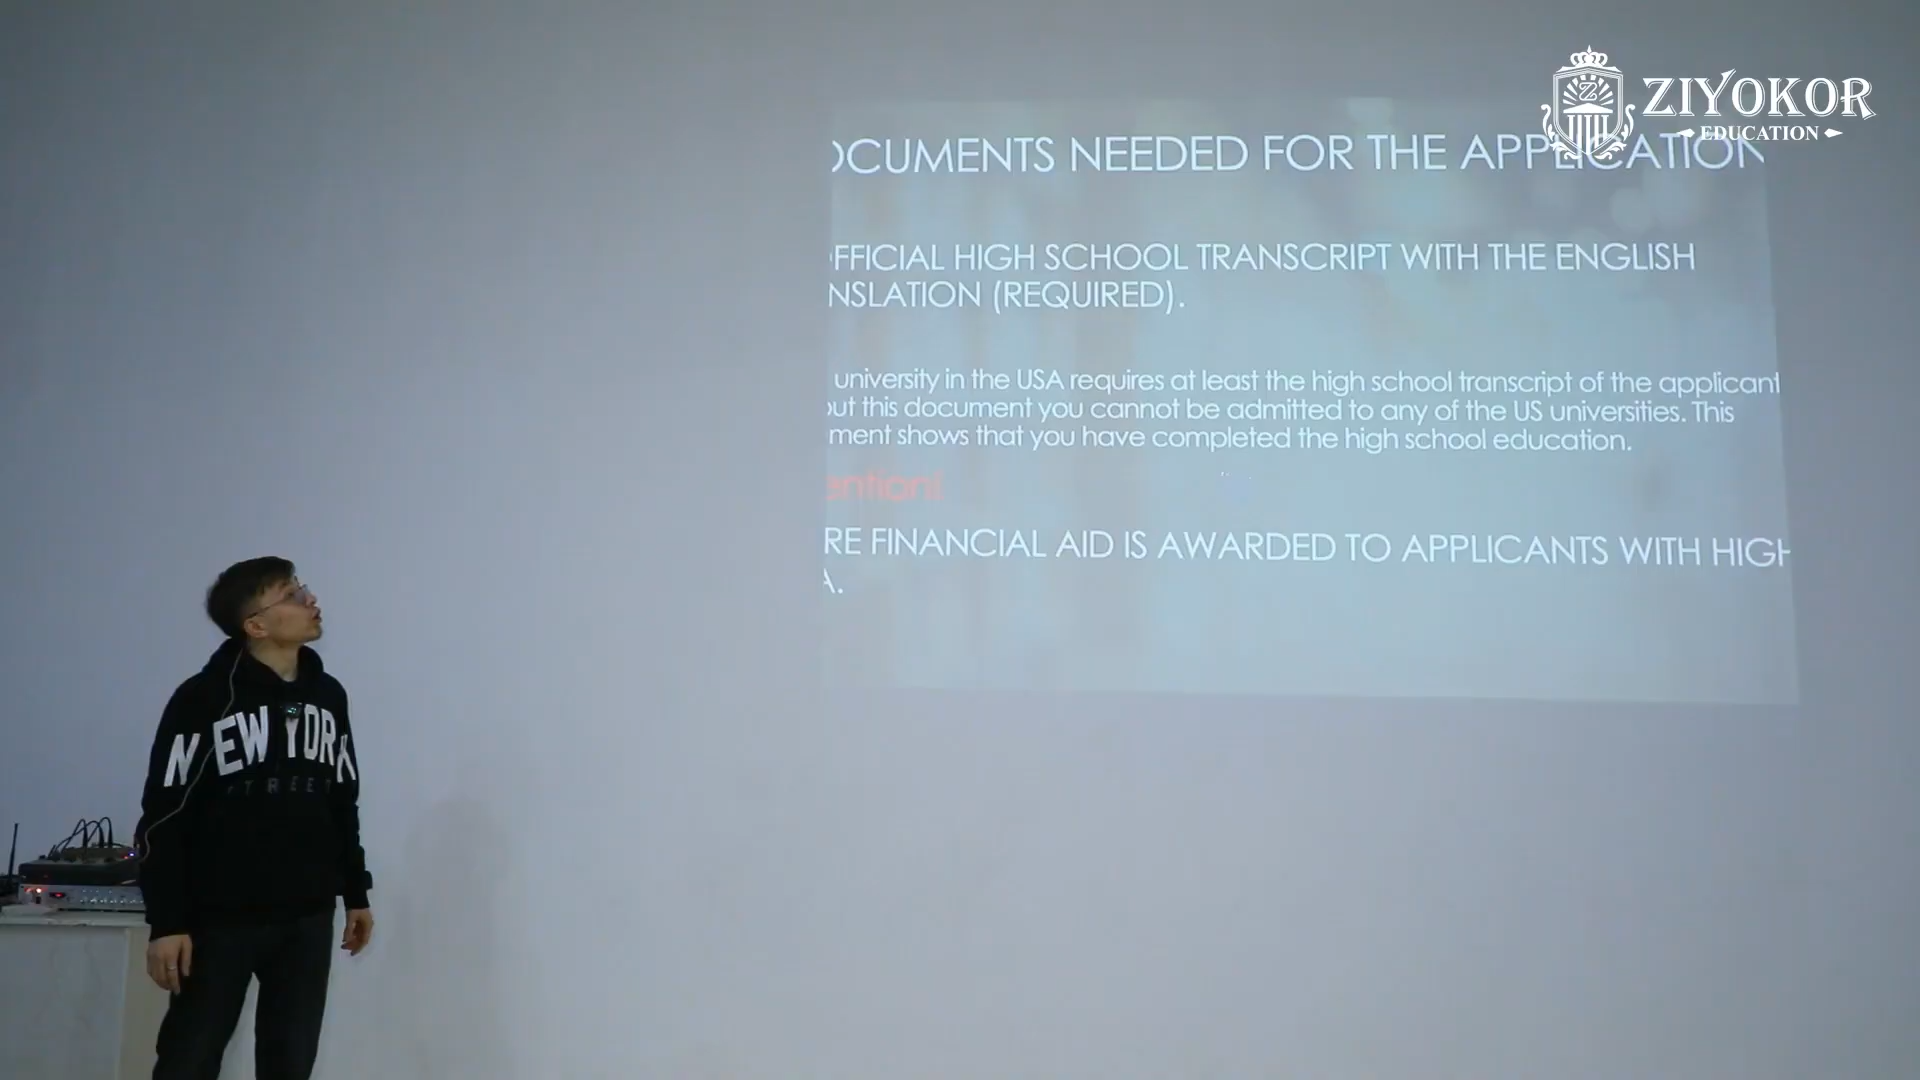 ZIYOKOR
EDUCATION
OCUMENTS NEEDED FOR THE APPLICATION
FFICIAL HIGH SCHOOL TRANSCRIPT WITH THE ENGLISH
NSLATION (REQUIRED).
university in the USA requires at least the high school transcript of the applicant
out this document you cannot be admitted to any of the US universities. This
ment shows that you have completed the high school education.
ention!
RE FINANCIAL AID IS AWARDED TO APPLICANTS WITH HIGH
A.
NEW YORK
STREET